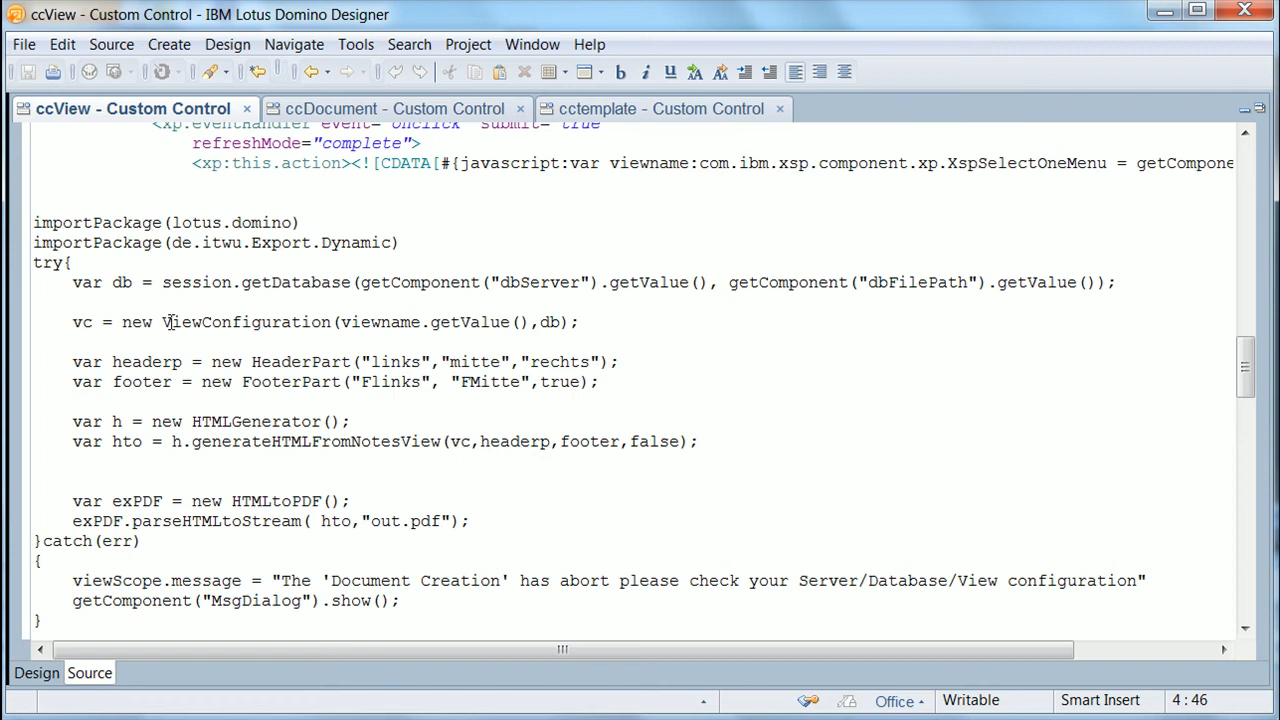 ccView - Custom Control - IBM Lotus Domino Designer
File Edit Source Create Design Navigate Tools Search Project Window Help
b i u
ccView - Custom Control ccDocument - Custom Control cctemplate - Custom Control
<xp:eventHandler event="onclick" submit="true"
refreshMode="complete">
<xp:this.action><![CDATA[#{javascript:var viewname:com.ibm.xsp.component.xp.XspSelectOneMenu = getCompone
importPackage(lotus.domino)
importPackage(de.itwu.Export.Dynamic)
try{
var db = session.getDatabase(getComponent("dbServer").getValue(), getComponent("dbFilePath").getValue());
vc = new ViewConfiguration(viewname.getValue(),db);
var headerp = new HeaderPart("links","mitte","rechts");
var footer = new FooterPart("Flinks", "FMitte",true);
var h = new HTMLGenerator();
var hto = h.generateHTMLFromNotesView(vc,headerp,footer,false);
var exPDF = new HTMLtoPDF();
exPDF.parseHTMLtoStream( hto,"out.pdf");
}catch(err)
{
viewScope.message = "The 'Document Creation' has abort please check your Server/Database/View configuration"
getComponent("MsgDialog").show();
}
Design Source
Office Writable Smart Insert 4 : 46